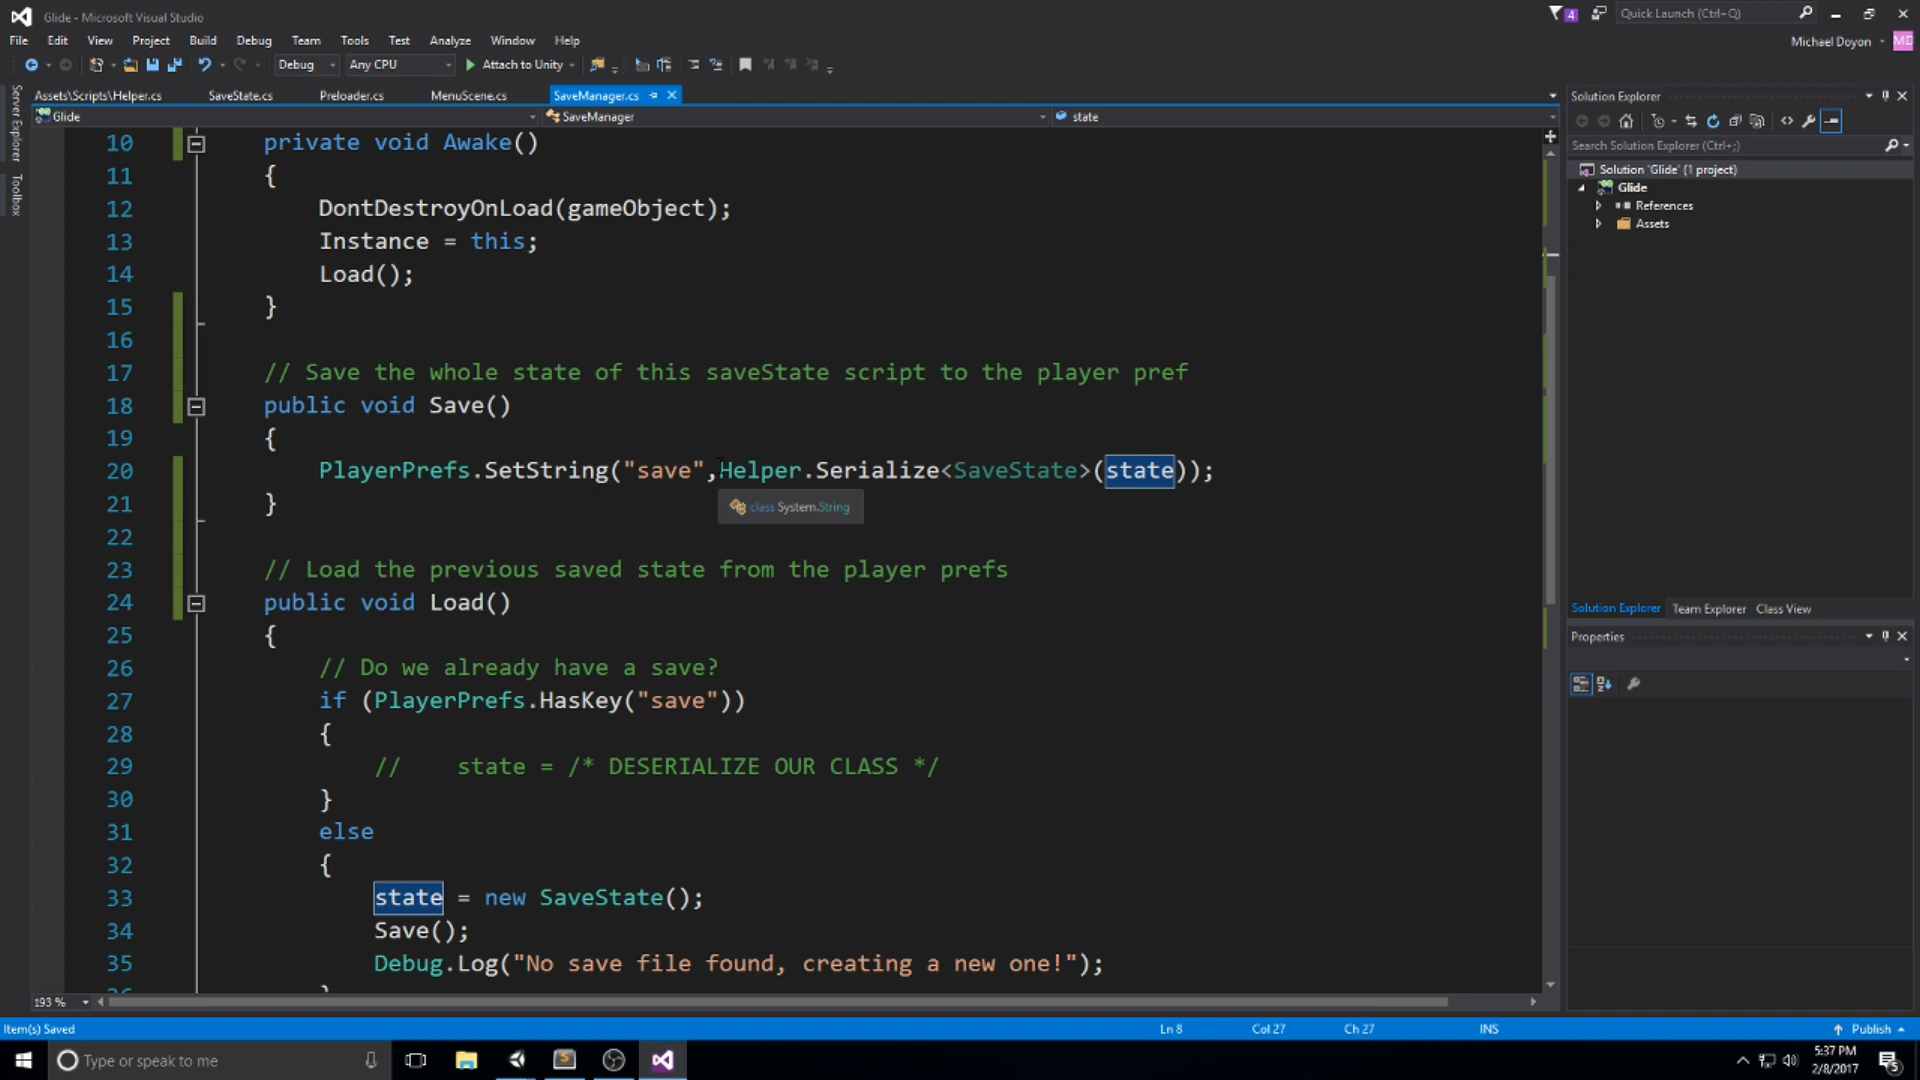 Glide - Microsoft Visual Studio
4
Quick Launch (Ctrl+Q)
File Edit View Project Build Debug Team Tools Test Analyze Window Help
Michael Doyon
MD
Debug
Any CPU
Attach to Unity
Assets\Scripts\Helper.cs SaveState.cs Preloader.cs MenuScene.cs SaveManager.cs
Glide
SaveManager
state
Server Explorer
Toolbox
10 private void Awake()
11 {
12 DontDestroyOnLoad(gameObject);
13 Instance = this;
14 Load();
15 }
16
17 // Save the whole state of this saveState script to the player pref
18 public void Save()
19 {
20 PlayerPrefs.SetString("save",Helper.Serialize<SaveState>(state));
class System.String
21 }
22
23 // Load the previous saved state from the player prefs
24 public void Load()
25 {
26 // Do we already have a save?
27 if (PlayerPrefs.HasKey("save"))
28 {
29 // state = /* DESERIALIZE OUR CLASS */
30 }
31 else
32 {
33 state = new SaveState();
34 Save();
35 Debug.Log("No save file found, creating a new one!");
193 %
Solution Explorer
Search Solution Explorer (Ctrl+;)
Solution 'Glide' (1 project)
Glide
References
Assets
Solution Explorer Team Explorer Class View
Properties
Item(s) Saved
Ln 8
Col 27
Ch 27
INS
Publish
Type or speak to me
5:37 PM
2/8/2017
5